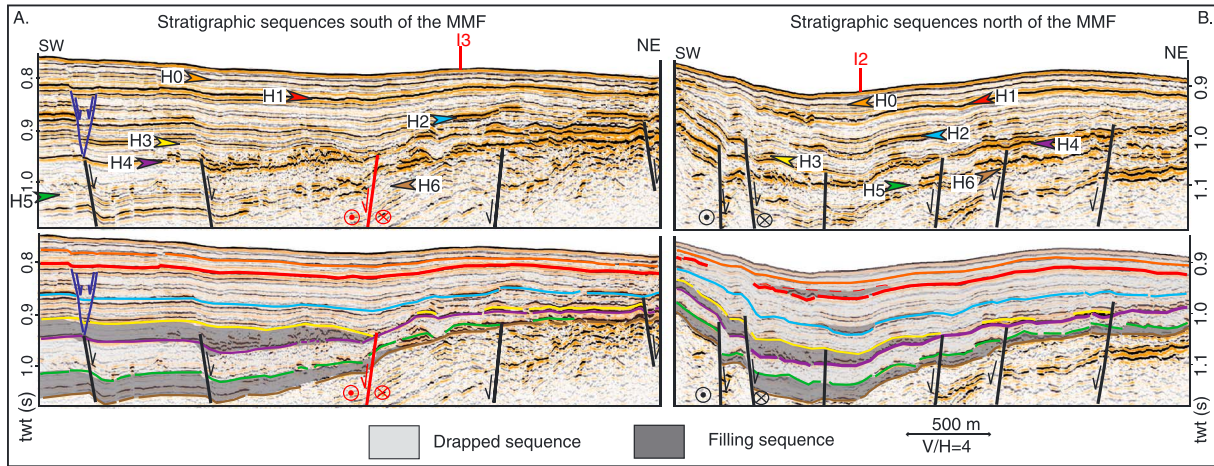 A. Stratigraphic sequences south of the MMF
I3
SW NE
0.8
0.9
1.0
H0
H1
H2
H3
H4
H5
H6
Stratigraphic sequences north of the MMF B.
I2
SW NE
0.9
1.0
1.1
H0
H1
H2
H3
H4
H5
H6
0.8
0.9
1.0
twt (s)
0.9
1.0
1.1
twt (s)
Drapped sequence
Filling sequence
500 m
V/H=4